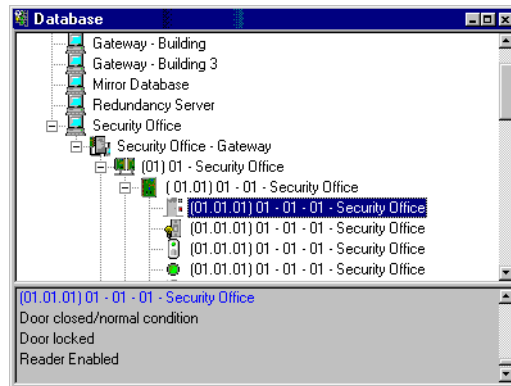 Database
Gateway - Building
Gateway - Building 3
Mirror Database
Redundancy Server
Security Office
Security Office - Gateway
(01) 01 - Security Office
( 01.01) 01 - 01 - Security Office
(01.01.01) 01 - 01 - 01 - Security Office
(01.01.01) 01 - 01 - 01 - Security Office
(01.01.01) 01 - 01 - 01 - Security Office
(01.01.01) 01 - 01 - 01 - Security Office
(01.01.01) 01 - 01 - 01 - Security Office
Door closed/normal condition
Door locked
Reader Enabled